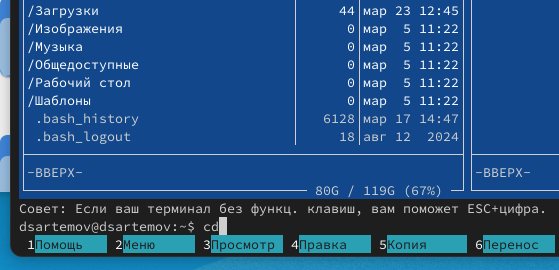 /Загрузки 44 мар 23 12:45
/Изображения 0 мар 5 11:22
/Музыка 0 мар 5 11:22
/Общедоступные 0 мар 5 11:22
/Рабочий стол 0 мар 5 11:22
/Шаблоны 0 мар 5 11:22
.bash_history 6128 мар 17 14:47
.bash_logout 18 авг 12 2024
-ВВЕРХ- -ВВЕРХ-
80G / 119G (67%)
Совет: Если ваш терминал без функц. клавиш, вам поможет ESC+цифра.
dsartemov@dsartemov:~$ cd
1Помощь 2Меню 3Просмотр 4Правка 5Копия 6Перенос